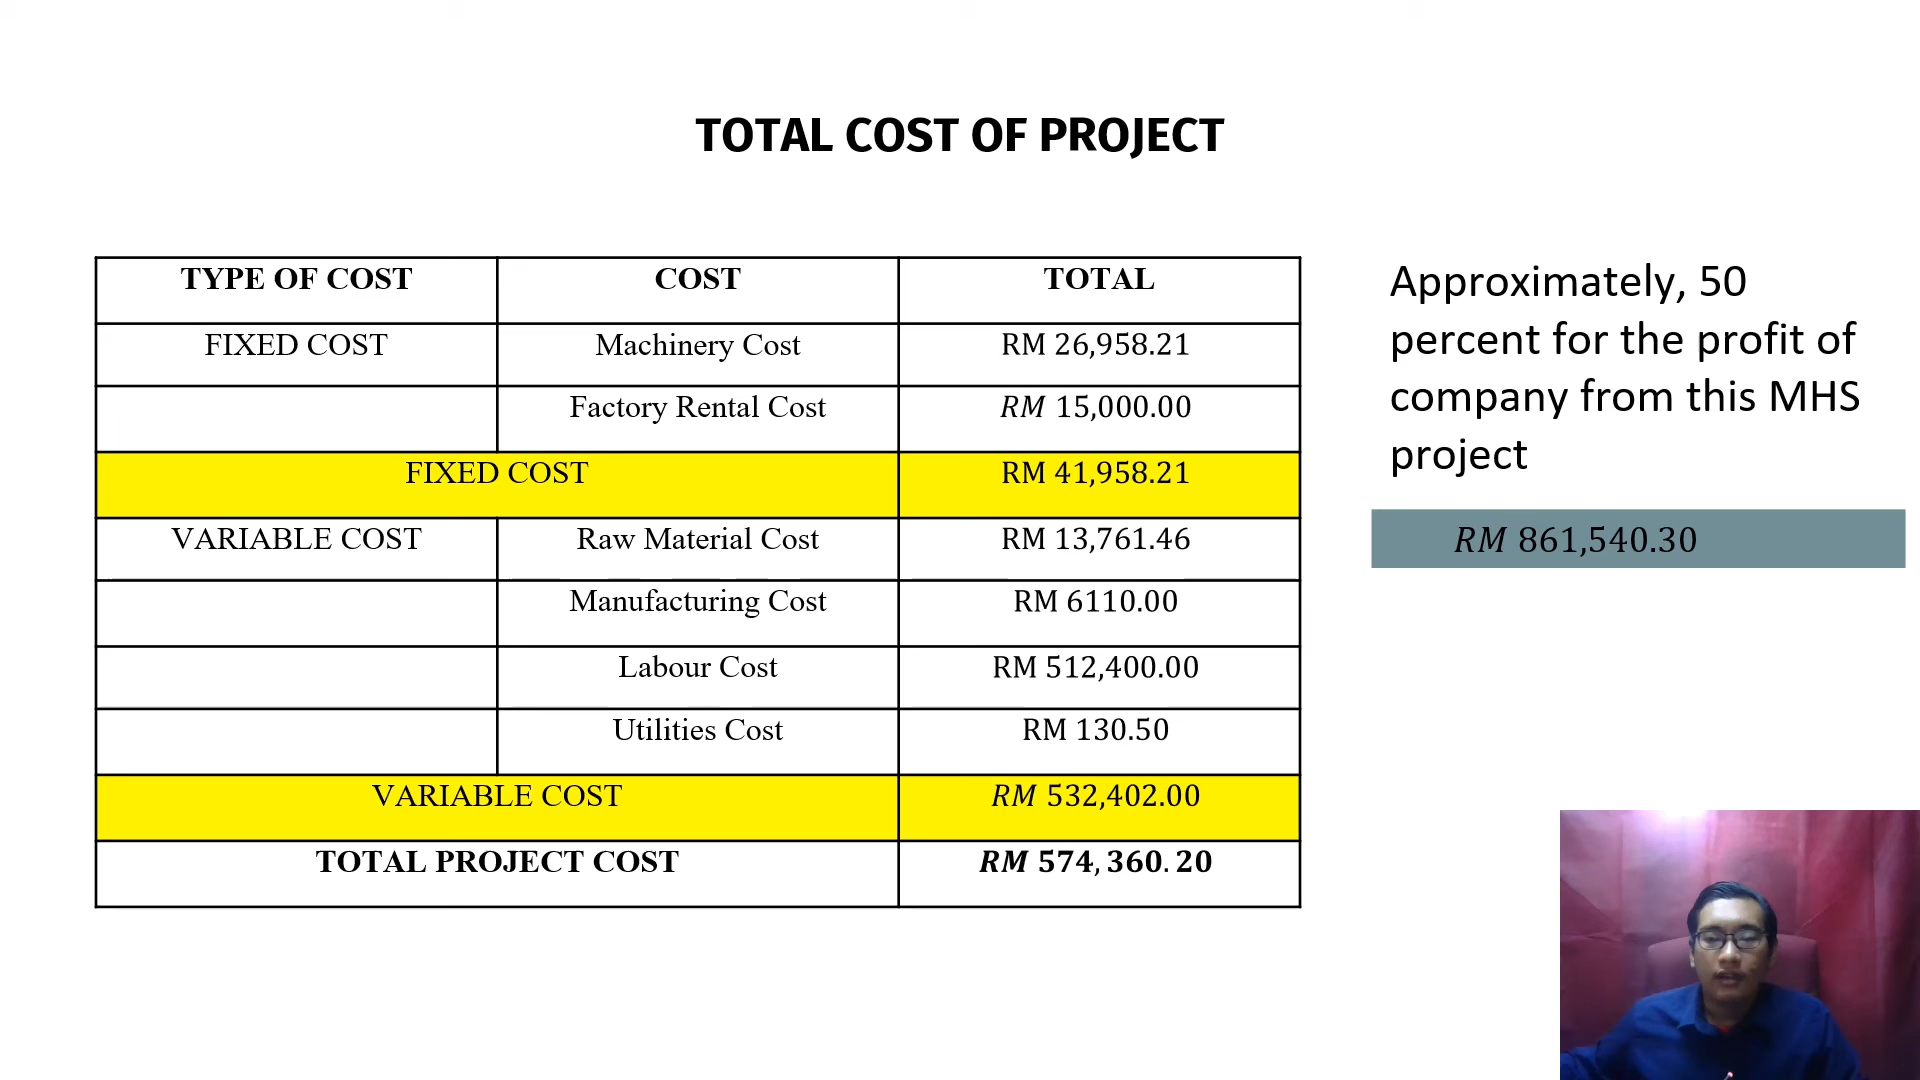 TOTAL COST OF PROJECT
TYPE OF COST COST TOTAL
FIXED COST Machinery Cost RM 26,958.21
Factory Rental Cost RM 15,000.00
FIXED COST RM 41,958.21
VARIABLE COST Raw Material Cost RM 13,761.46
Manufacturing Cost RM 6110.00
Labour Cost RM 512,400.00
Utilities Cost RM 130.50
VARIABLE COST RM 532,402.00
TOTAL PROJECT COST RM 574,360.20
Approximately, 50
percent for the profit of
company from this MHS
project
RM 861,540.30